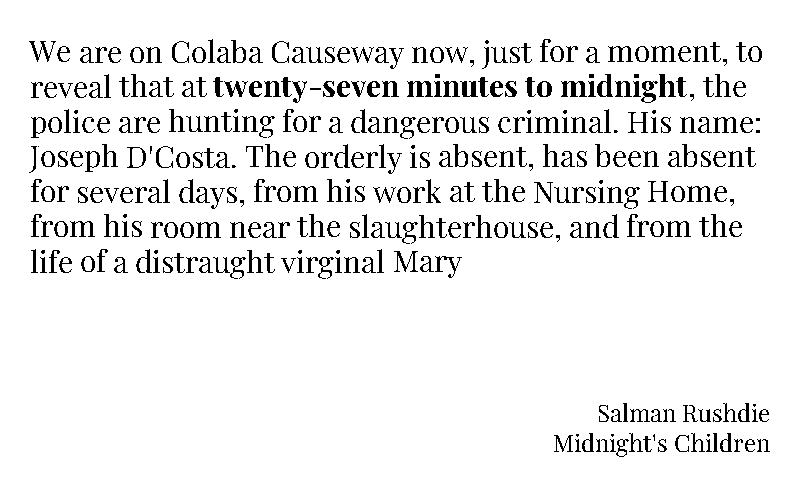 We are on Colaba Causeway now, just for a moment, to
reveal that at twenty-seven minutes to midnight, the
police are hunting for a dangerous criminal. His name:
Joseph D'Costa. The orderly is absent, has been absent
for several days, from his work at the Nursing Home,
from his room near the slaughterhouse, and from the
life of a distraught virginal Mary
Salman Rushdie
Midnight's Children